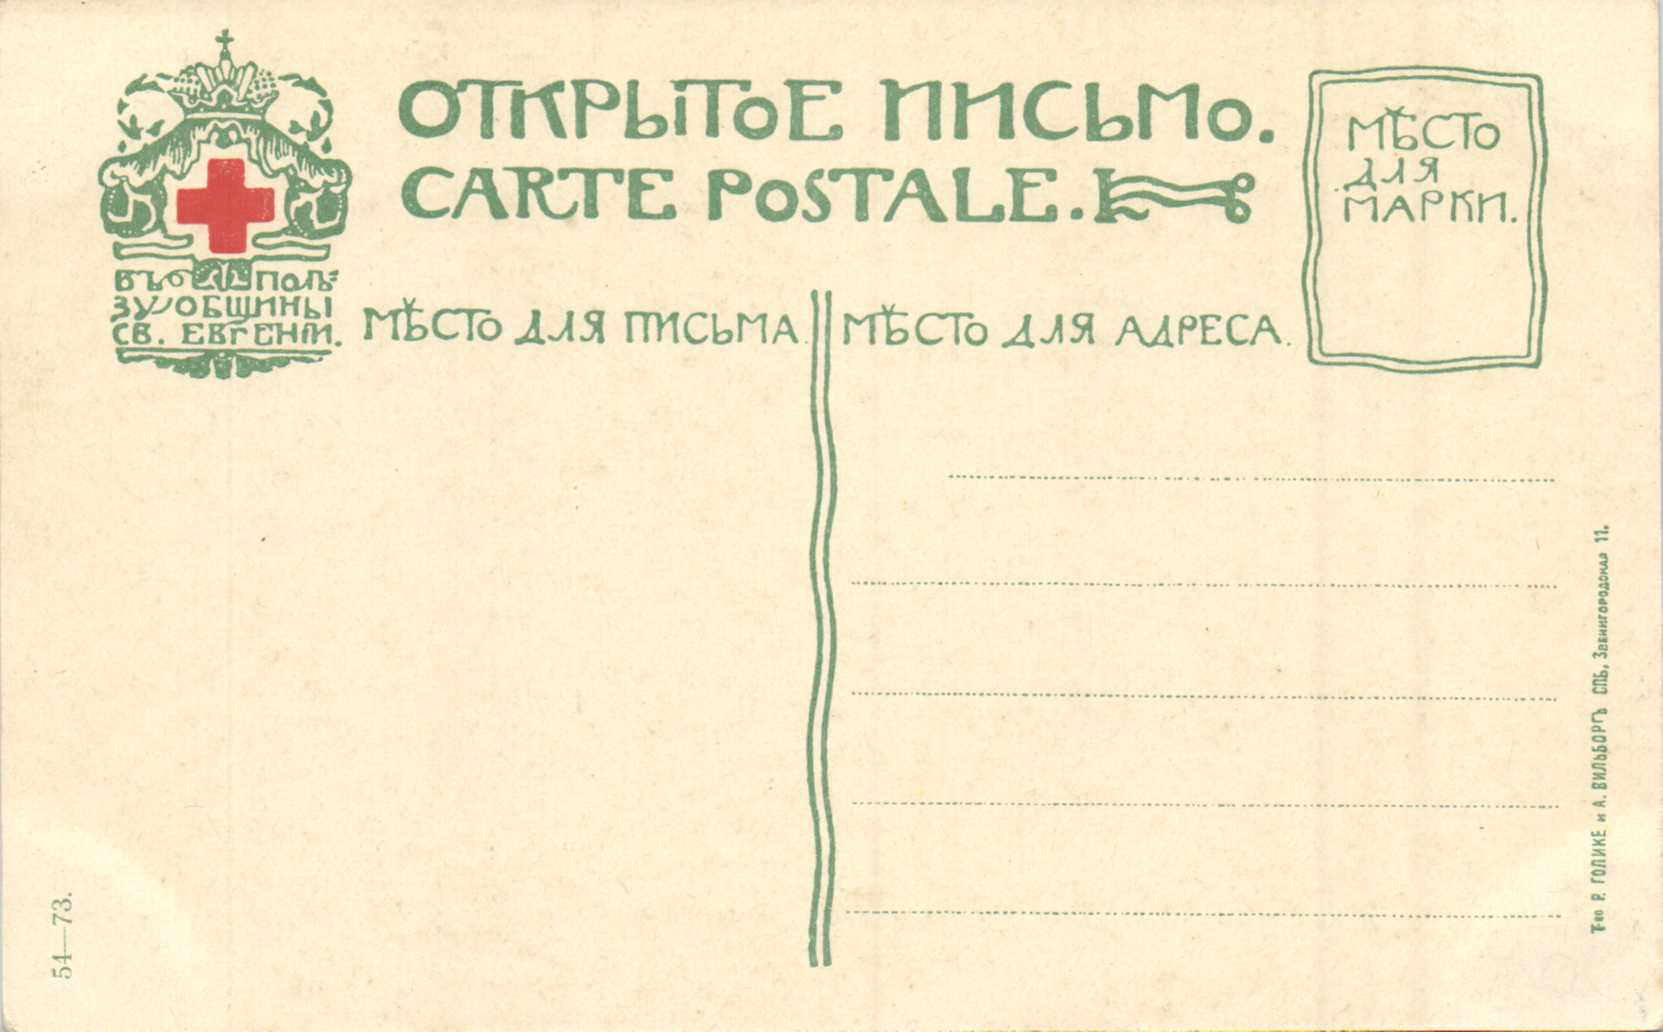 ОТКРЫТОЕ ПИСЬМО.
CARTE POSTALE.
МѢСТО
ДЛЯ
МАРКИ.
ВЪ ПОЛЬ=
ЗУ ОБЩИНЫ
СВ. ЕВГЕНІИ.
МѢСТО ДЛЯ ПИСЬМА.
МѢСТО ДЛЯ АДРЕСА.
Т-во Р. ГОЛИКЕ и А. ВИЛЬБОРГЪ СПБ. Звенигородская 11.
54—73.